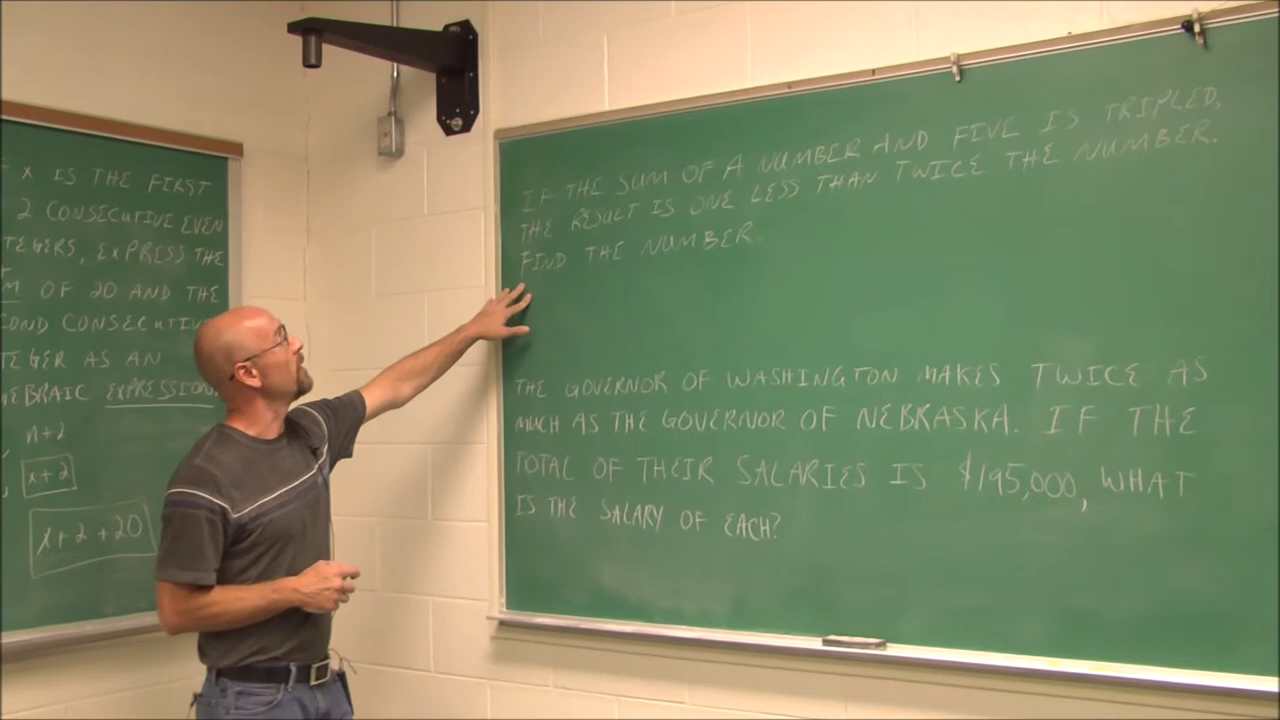 X IS THE FIRST
2 CONSECUTIVE EVEN
TEGERS, EXPRESS THE
M OF 20 AND THE
COND CONSECUTIVE
TEGER AS AN
EBRAIC EXPRESSION
n+2
x+2
x+2+20
IF THE SUM OF A NUMBER AND FIVE IS TRIPLED,
THE RESULT IS ONE LESS THAN TWICE THE NUMBER.
FIND THE NUMBER.
THE GOVERNOR OF WASHINGTON MAKES TWICE AS
MUCH AS THE GOVERNOR OF NEBRASKA. IF THE
TOTAL OF THEIR SALARIES IS $195,000, WHAT
IS THE SALARY OF EACH?